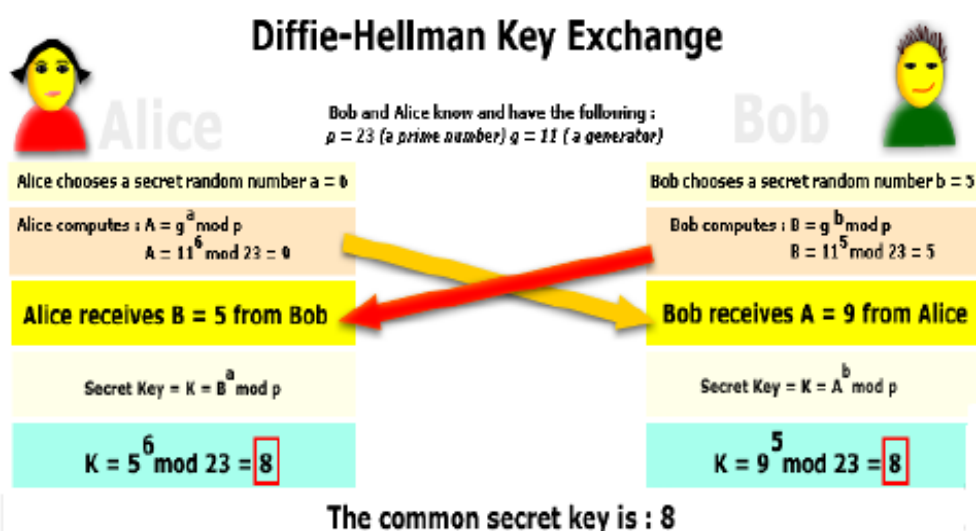 Diffie-Hellman Key Exchange
Alice
Bob
Bob and Alice know and have the following :
p = 23 (a prime number) g = 11 ( a generator)
Alice chooses a secret random number a = 6
Bob chooses a secret random number b = 5
Alice computes : A = g^a mod p
A = 11^6 mod 23 = 9
Bob computes : B = g^b mod p
B = 11^5 mod 23 = 5
Alice receives B = 5 from Bob
Bob receives A = 9 from Alice
Secret Key = K = B^a mod p
Secret Key = K = A^b mod p
K = 5^6 mod 23 = 8
K = 9^5 mod 23 = 8
The common secret key is : 8